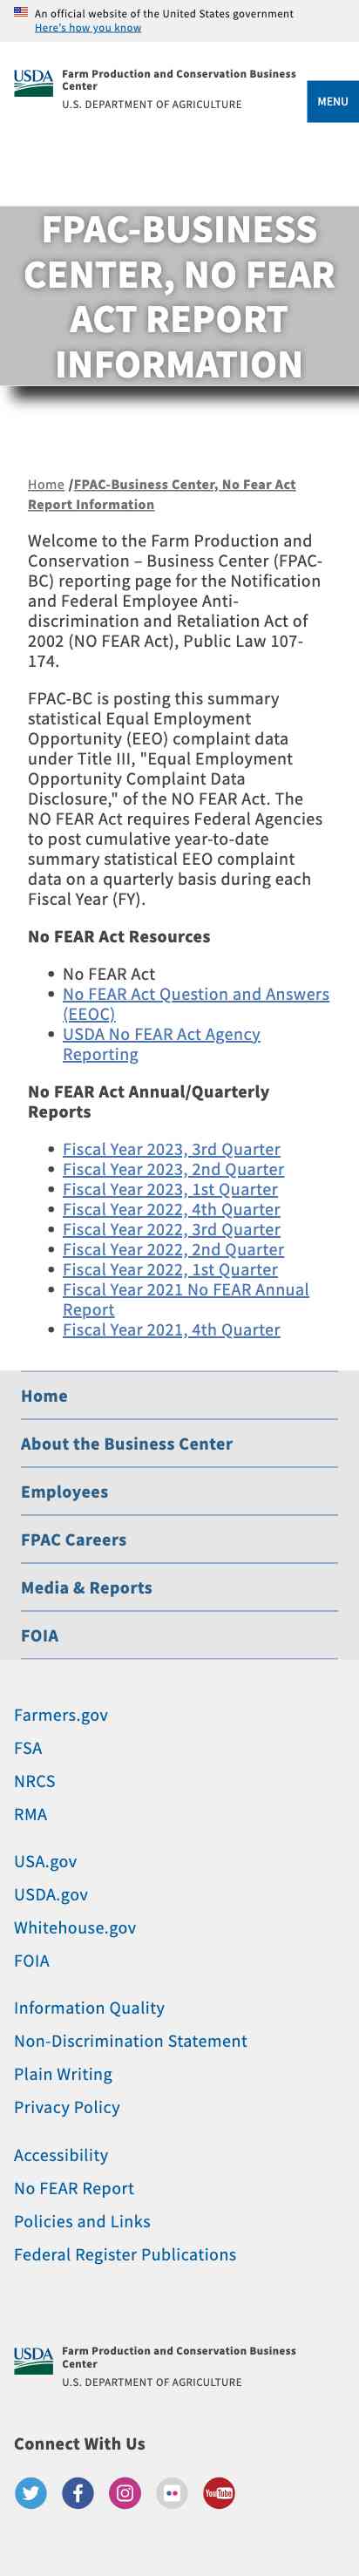 An official website of the United States government
Here's how you know
USDA
Farm Production and Conservation Business
Center
U.S. DEPARTMENT OF AGRICULTURE
MENU
FPAC-BUSINESS
CENTER, NO FEAR
ACT REPORT
INFORMATION
Home /FPAC-Business Center, No Fear Act
Report Information
Welcome to the Farm Production and
Conservation – Business Center (FPAC-
BC) reporting page for the Notification
and Federal Employee Anti-
discrimination and Retaliation Act of
2002 (NO FEAR Act), Public Law 107-
174.
FPAC-BC is posting this summary
statistical Equal Employment
Opportunity (EEO) complaint data
under Title III, "Equal Employment
Opportunity Complaint Data
Disclosure," of the NO FEAR Act. The
NO FEAR Act requires Federal Agencies
to post cumulative year-to-date
summary statistical EEO complaint
data on a quarterly basis during each
Fiscal Year (FY).
No FEAR Act Resources
• No FEAR Act
• No FEAR Act Question and Answers
(EEOC)
• USDA No FEAR Act Agency
Reporting
No FEAR Act Annual/Quarterly
Reports
• Fiscal Year 2023, 3rd Quarter
• Fiscal Year 2023, 2nd Quarter
• Fiscal Year 2023, 1st Quarter
• Fiscal Year 2022, 4th Quarter
• Fiscal Year 2022, 3rd Quarter
• Fiscal Year 2022, 2nd Quarter
• Fiscal Year 2022, 1st Quarter
• Fiscal Year 2021 No FEAR Annual
Report
• Fiscal Year 2021, 4th Quarter
Home
About the Business Center
Employees
FPAC Careers
Media & Reports
FOIA
Farmers.gov
FSA
NRCS
RMA
USA.gov
USDA.gov
Whitehouse.gov
FOIA
Information Quality
Non-Discrimination Statement
Plain Writing
Privacy Policy
Accessibility
No FEAR Report
Policies and Links
Federal Register Publications
USDA
Farm Production and Conservation Business
Center
U.S. DEPARTMENT OF AGRICULTURE
Connect With Us
YouTube